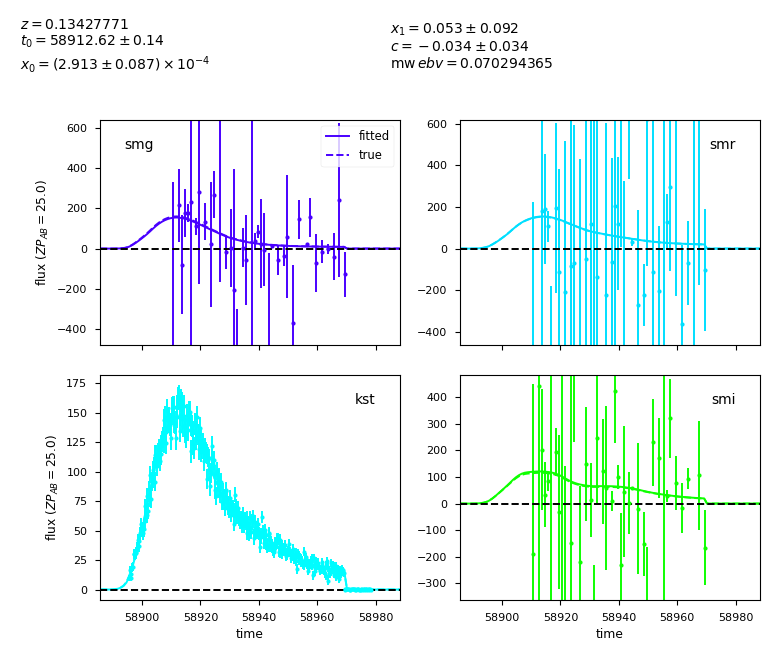 z = 0.13427771
t₀ = 58912.62 ± 0.14
x₀ = (2.913 ± 0.087) × 10⁻⁴
x₁ = 0.053 ± 0.092
c = −0.034 ± 0.034
mw ebv = 0.070294365
smg
fitted
true
600
400
200
0
−200
−400
flux (ZP_AB = 25.0)
smr
600
400
200
0
−200
−400
kst
175
150
125
100
75
50
25
0
flux (ZP_AB = 25.0)
58900 58920 58940 58960 58980
time
smi
400
300
200
100
0
−100
−200
−300
58900 58920 58940 58960 58980
time